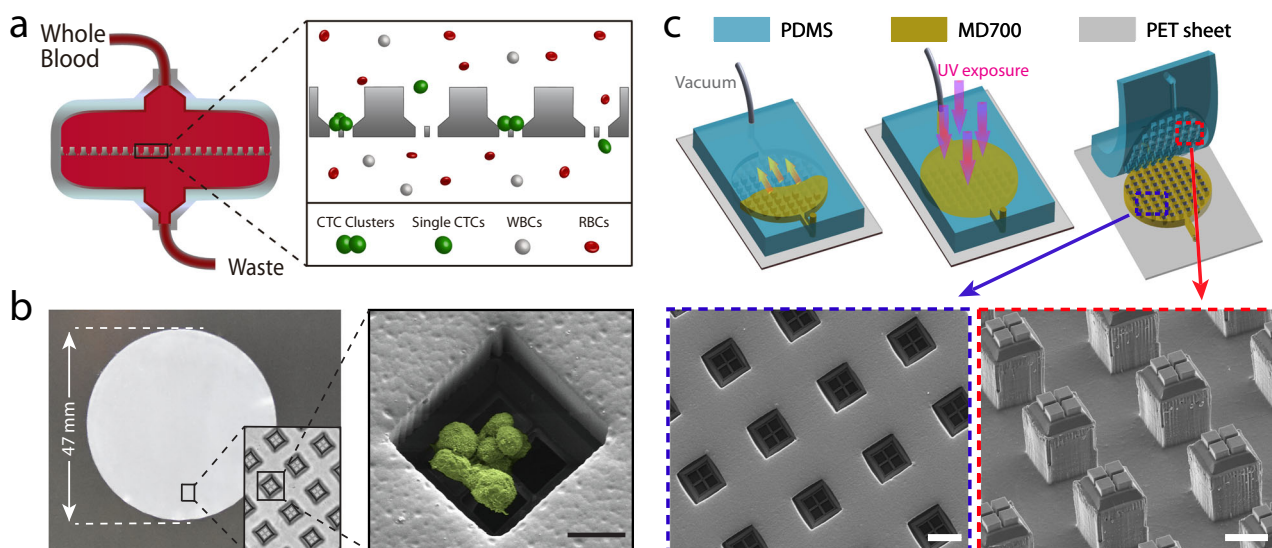 a
Whole
Blood
Waste
CTC Clusters
Single CTCs
WBCs
RBCs
b
47 mm
c
PDMS
MD700
PET sheet
Vacuum
UV exposure